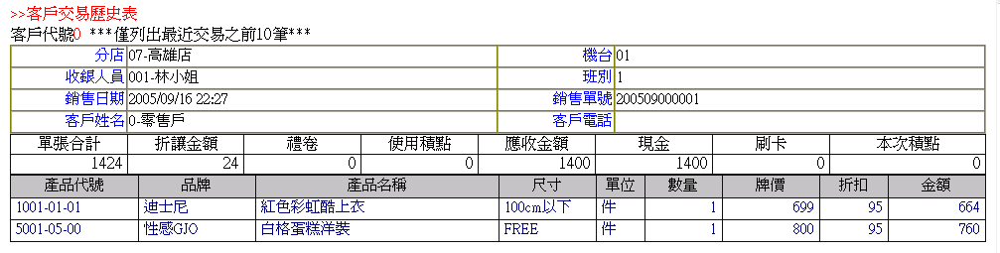 >>客戶交易歷史表
客戶代號0 ***僅列出最近交易之前10筆***
分店 07-高雄店 機台 01
收銀人員 001-林小姐 班別 1
銷售日期 2005/09/16 22:27 銷售單號 200509000001
客戶姓名 0-零售戶 客戶電話
單張合計 折讓金額 禮卷 使用積點 應收金額 現金 刷卡 本次積點
1424 24 0 0 1400 1400 0 0
產品代號 品牌 產品名稱 尺寸 單位 數量 牌價 折扣 金額
1001-01-01 迪士尼 紅色彩虹酷上衣 100cm以下 件 1 699 95 664
5001-05-00 性感GJO 白格蛋糕洋裝 FREE 件 1 800 95 760